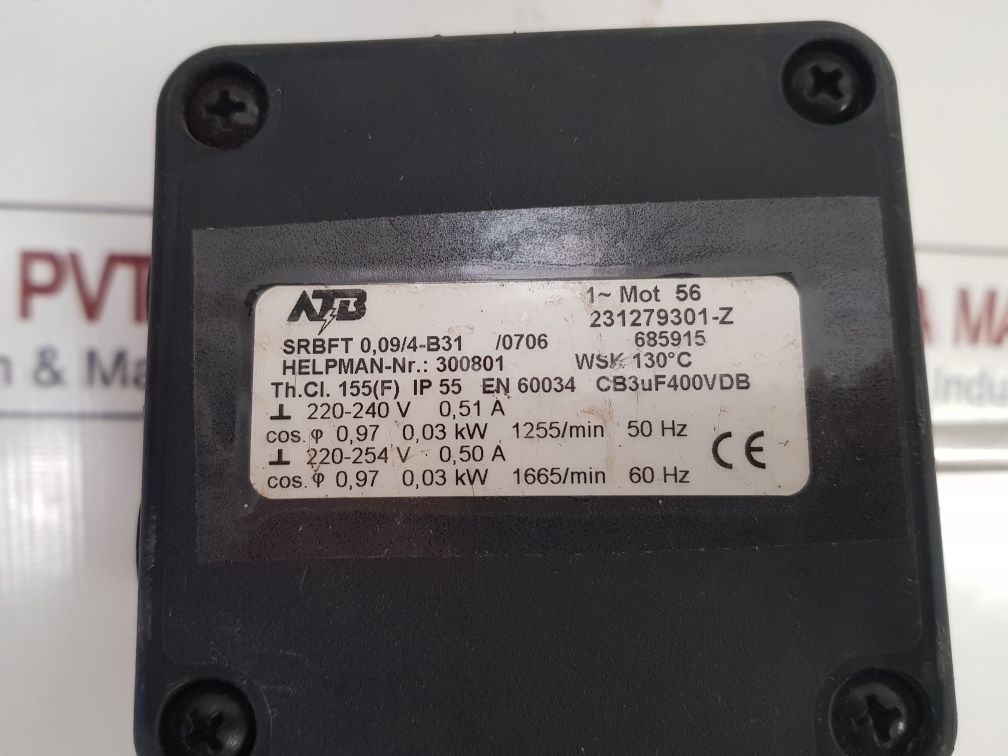 PVT
A MA
n & Ma
Indus
ATB
1~ Mot 56
231279301-Z
SRBFT 0,09/4-B31 /0706 685915
HELPMAN-Nr.: 300801 WSK 130°C
Th.Cl. 155(F) IP 55 EN 60034 CB3uF400VDB
⊥ 220-240 V 0,51 A
cos. φ 0,97 0,03 kW 1255/min 50 Hz
⊥ 220-254 V 0,50 A
cos. φ 0,97 0,03 kW 1665/min 60 Hz
CE